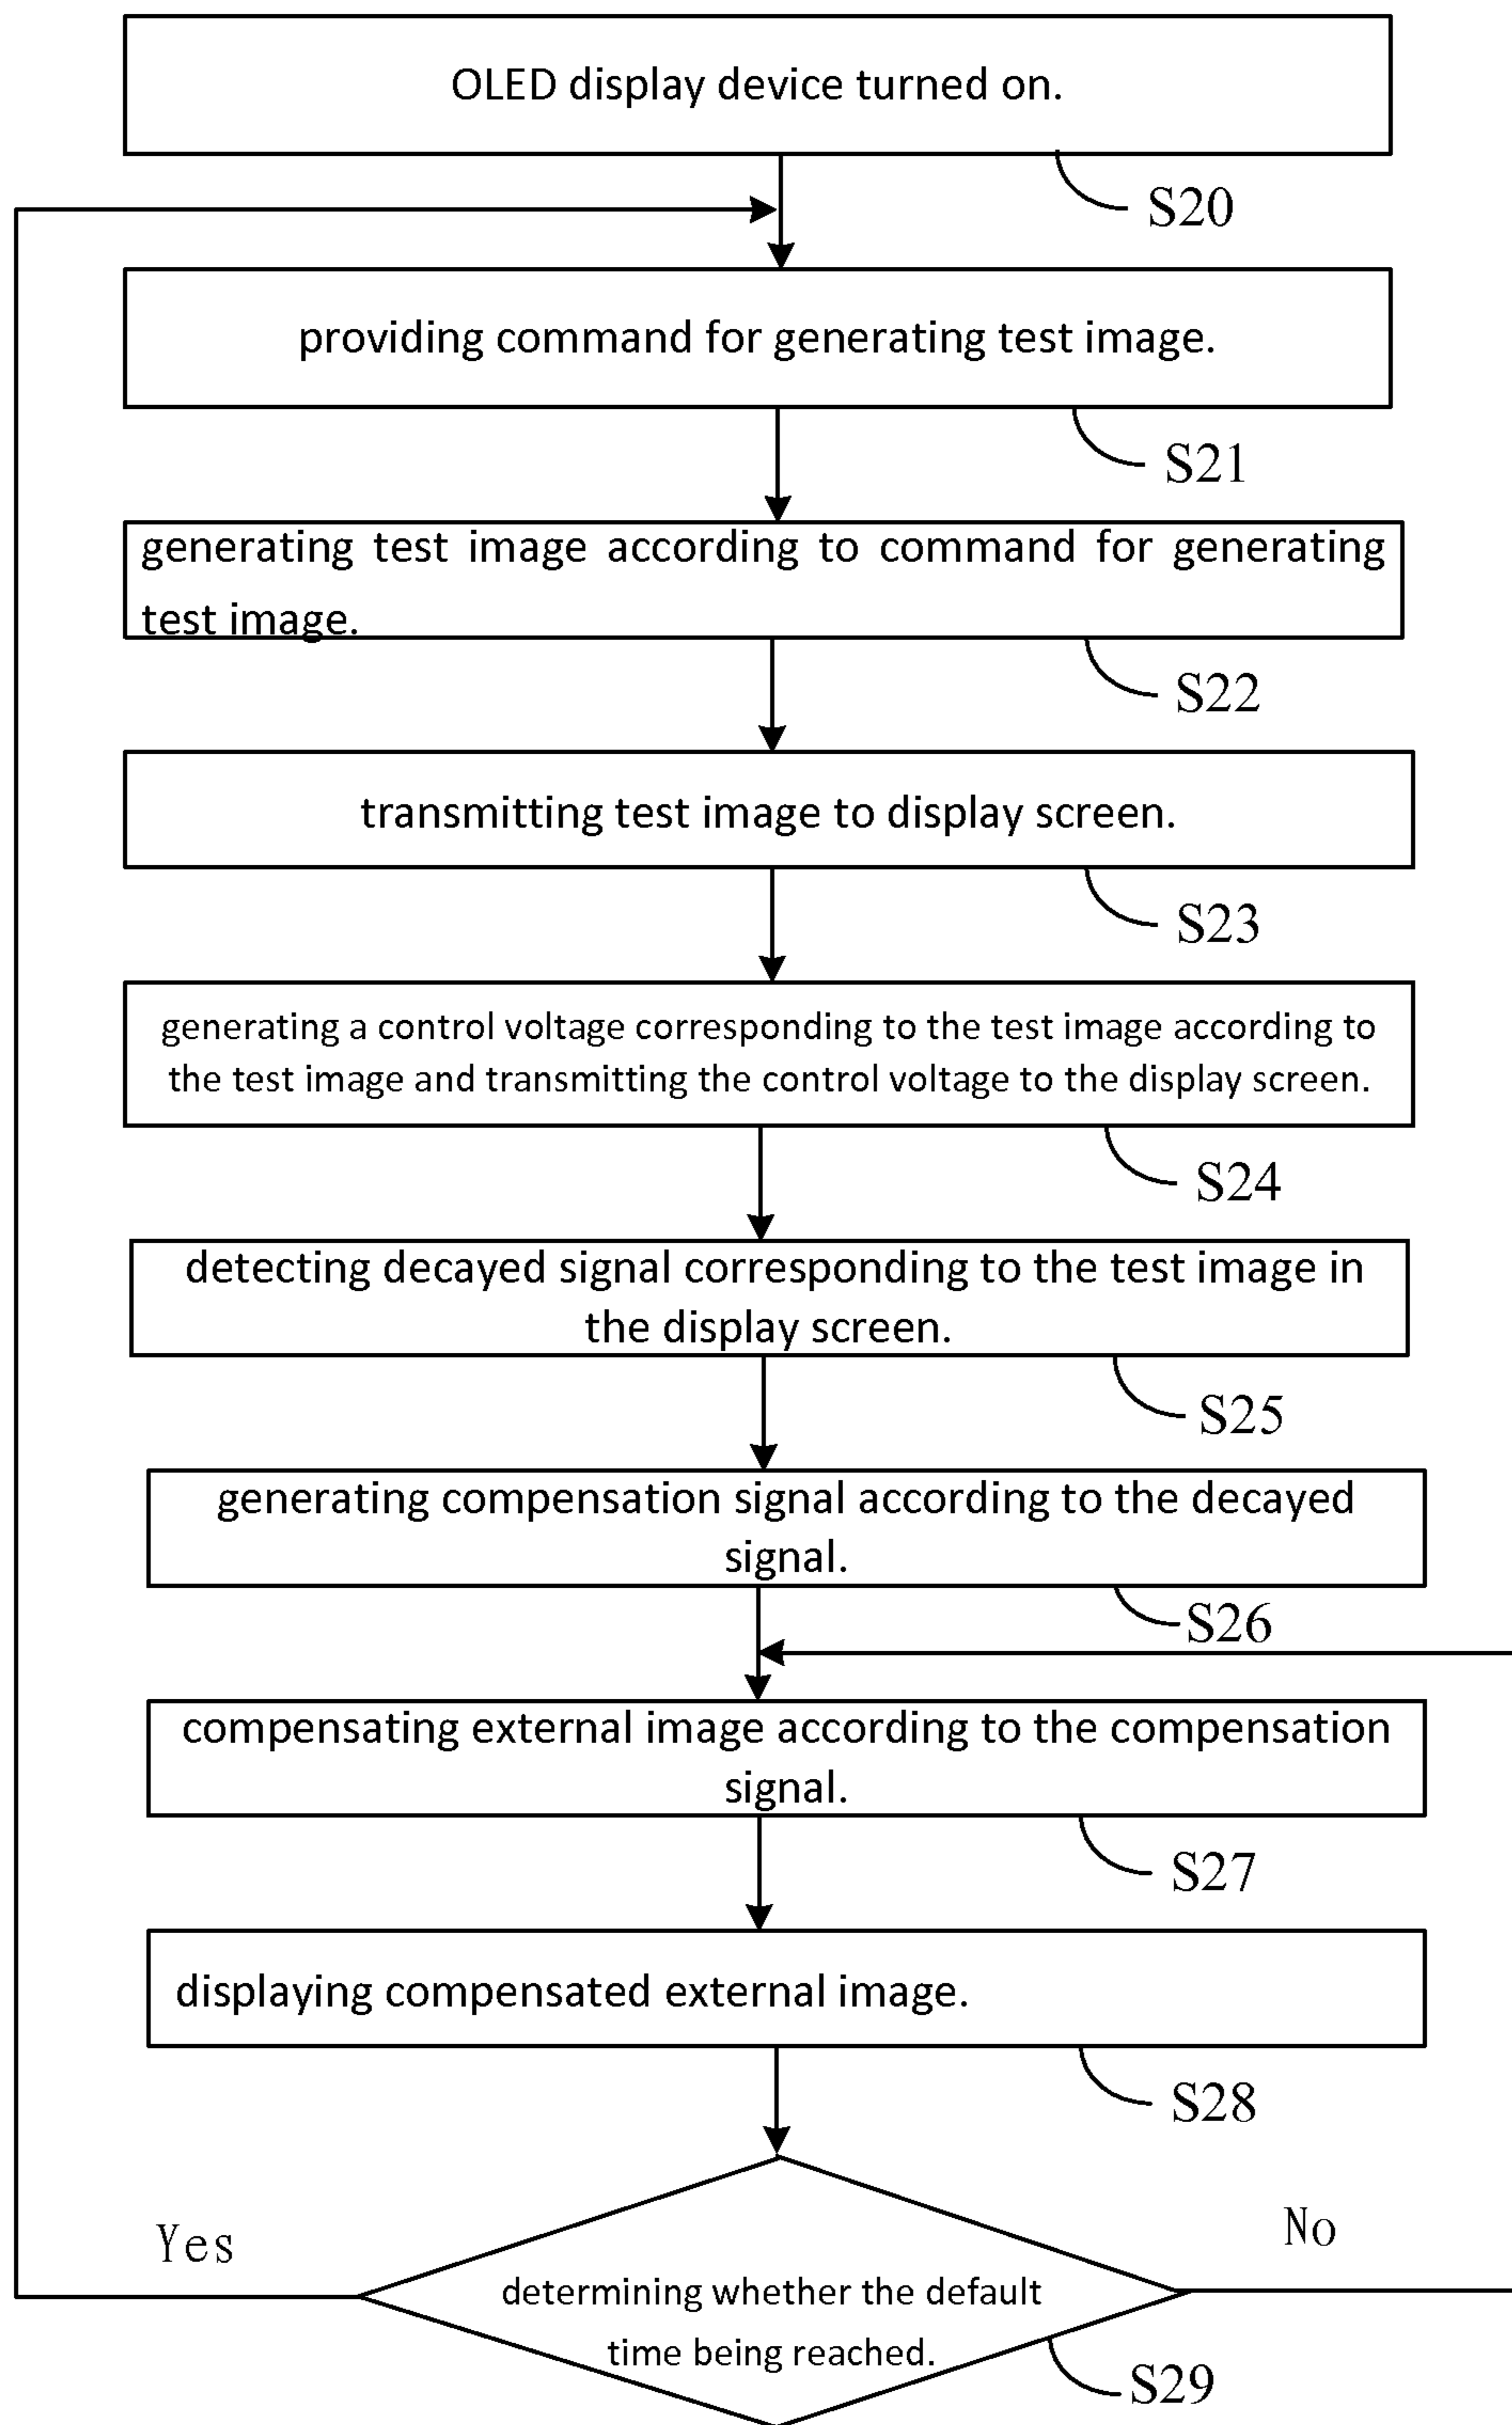 OLED display device turned on.
S20
providing command for generating test image.
S21
generating test image according to command for generating
test image.
S22
transmitting test image to display screen.
S23
generating a control voltage corresponding to the test image according to
the test image and transmitting the control voltage to the display screen.
S24
detecting decayed signal corresponding to the test image in
the display screen.
S25
generating compensation signal according to the decayed
signal.
S26
compensating external image according to the compensation
signal.
S27
displaying compensated external image.
S28
Yes
No
determining whether the default
time being reached.
S29